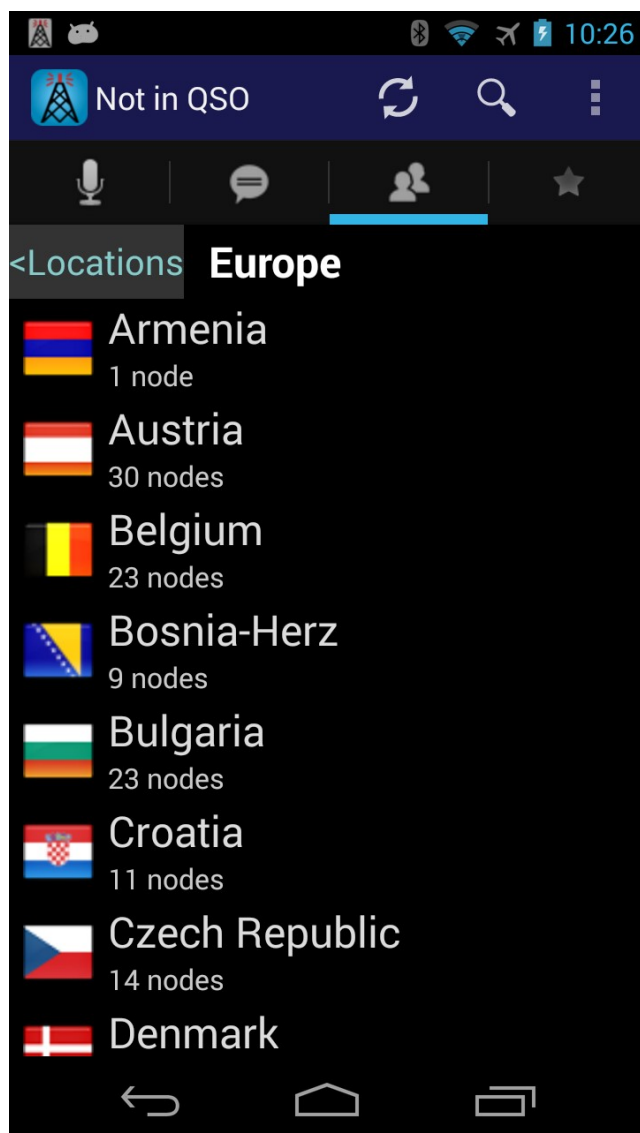 10:26
Not in QSO
<Locations Europe
Armenia
1 node
Austria
30 nodes
Belgium
23 nodes
Bosnia-Herz
9 nodes
Bulgaria
23 nodes
Croatia
11 nodes
Czech Republic
14 nodes
Denmark